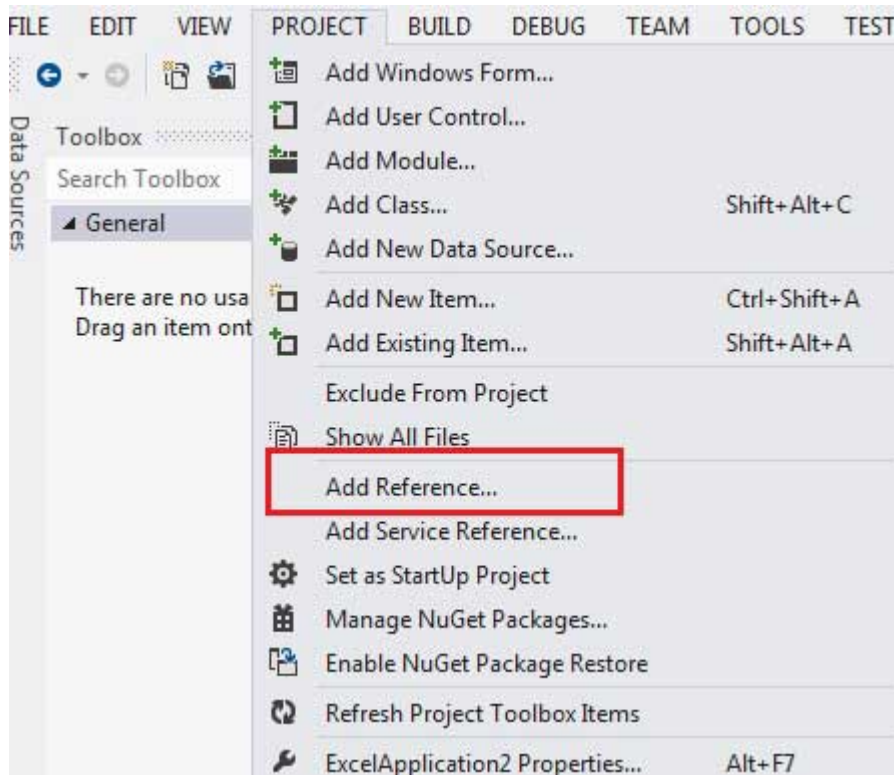 FILE EDIT VIEW PROJECT BUILD DEBUG TEAM TOOLS TEST
Data Sources
Toolbox
Search Toolbox
General
There are no usa
Drag an item ont
Add Windows Form...
Add User Control...
Add Module...
Add Class... Shift+Alt+C
Add New Data Source...
Add New Item... Ctrl+Shift+A
Add Existing Item... Shift+Alt+A
Exclude From Project
Show All Files
Add Reference...
Add Service Reference...
Set as StartUp Project
Manage NuGet Packages...
Enable NuGet Package Restore
Refresh Project Toolbox Items
ExcelApplication2 Properties... Alt+F7